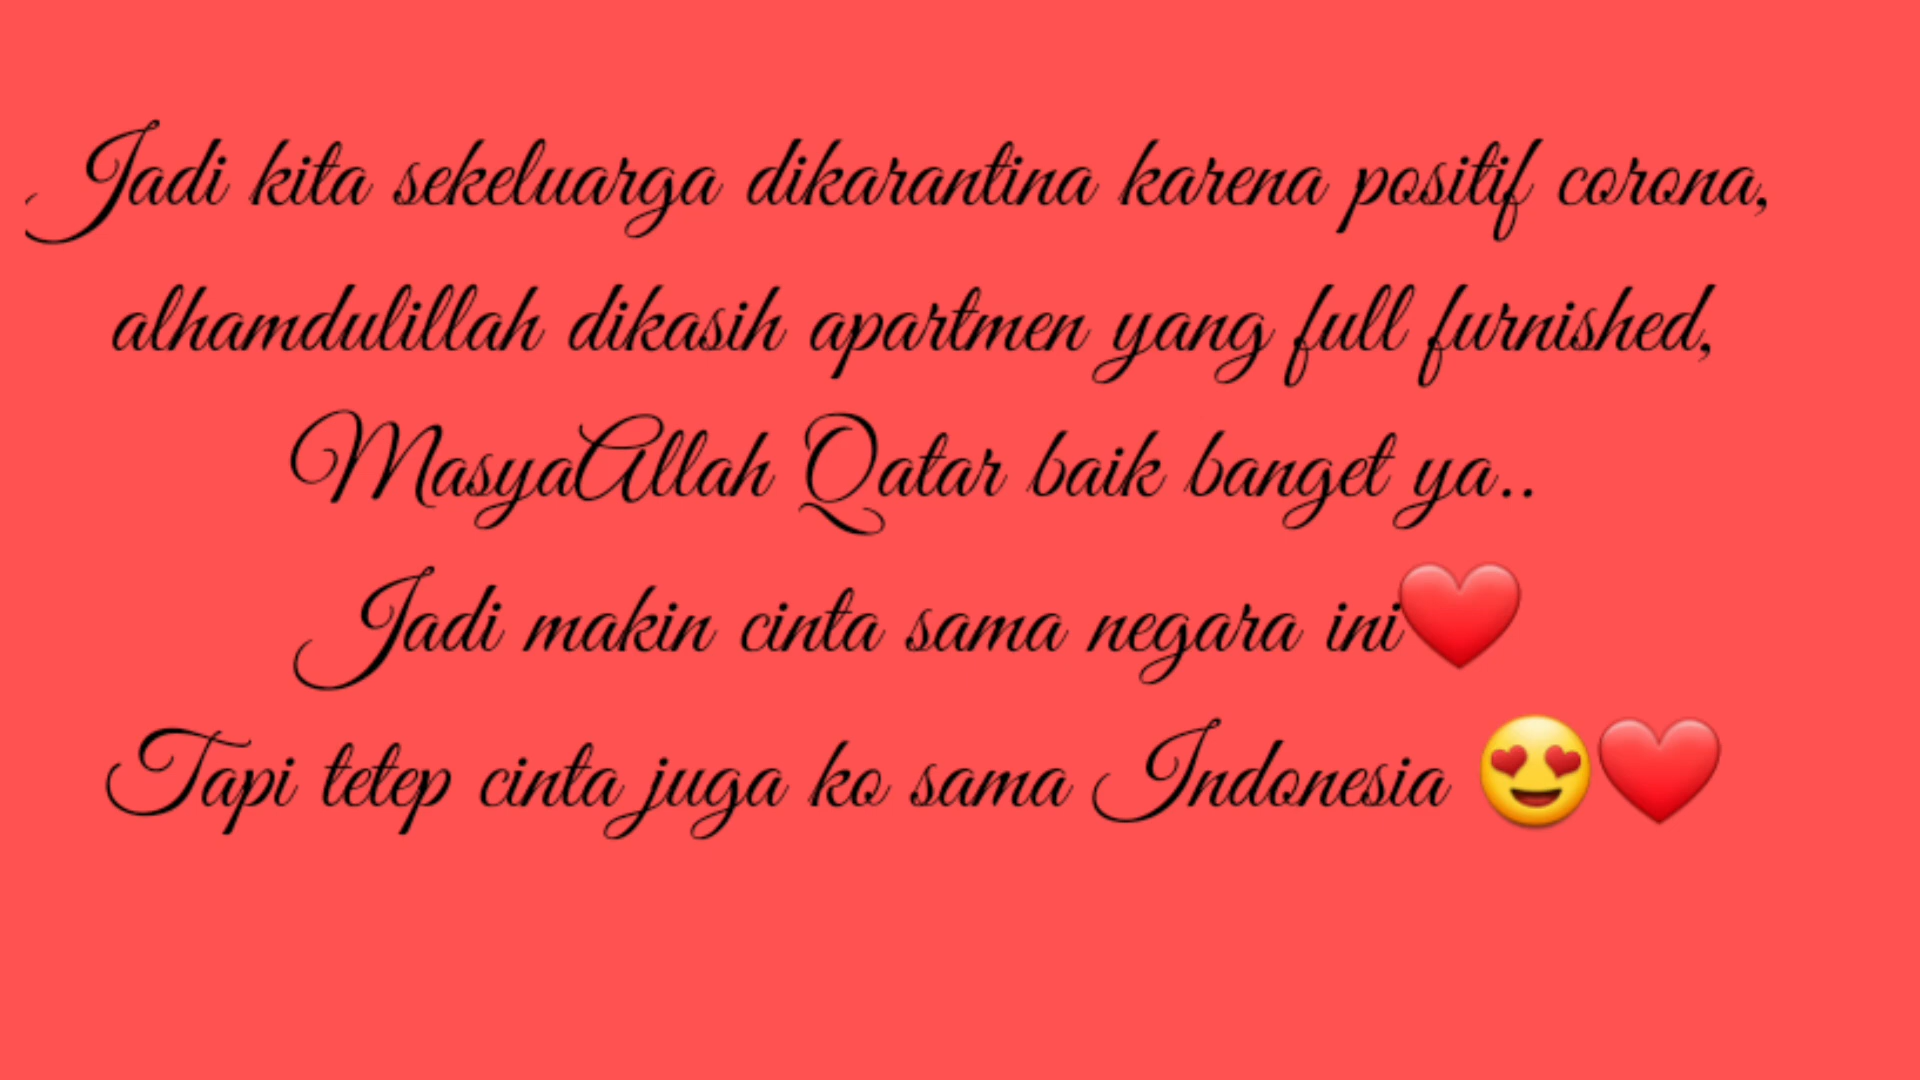 Jadi kita sekeluarga dikarantina karena positif corona,
alhamdulillah dikasih apartmen yang full furnished,
MasyaAllah Qatar baik banget ya..
Jadi makin cinta sama negara ini❤️
Tapi tetep cinta juga ko sama Indonesia 😍❤️